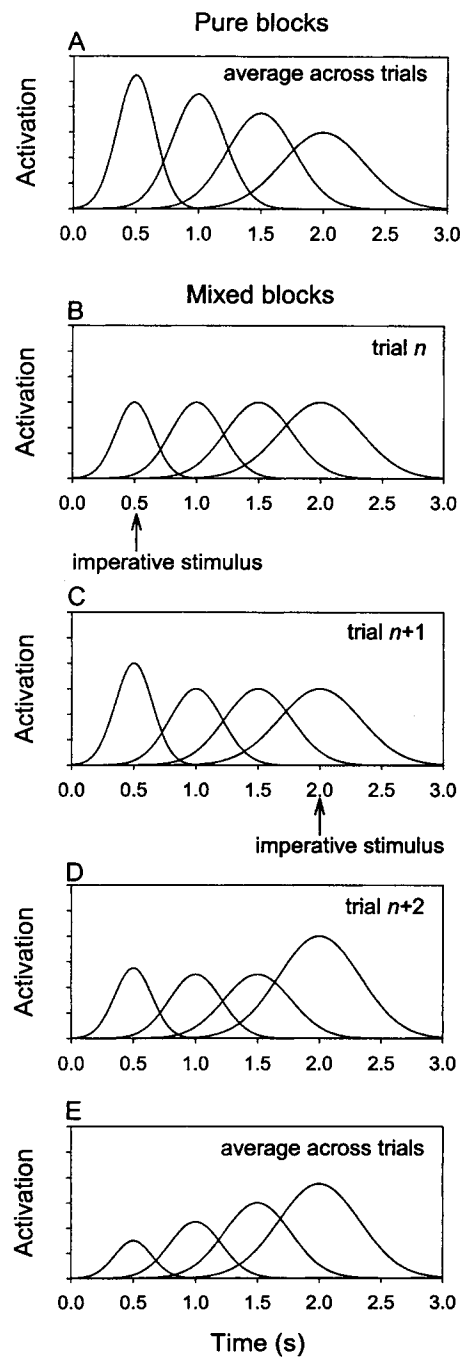 Pure blocks
A
average across trials
Activation
0.0 0.5 1.0 1.5 2.0 2.5 3.0
Mixed blocks
B
trial n
Activation
0.0 0.5 1.0 1.5 2.0 2.5 3.0
imperative stimulus
C
trial n+1
Activation
0.0 0.5 1.0 1.5 2.0 2.5 3.0
imperative stimulus
D
trial n+2
Activation
0.0 0.5 1.0 1.5 2.0 2.5 3.0
E
average across trials
Activation
0.0 0.5 1.0 1.5 2.0 2.5 3.0
Time (s)